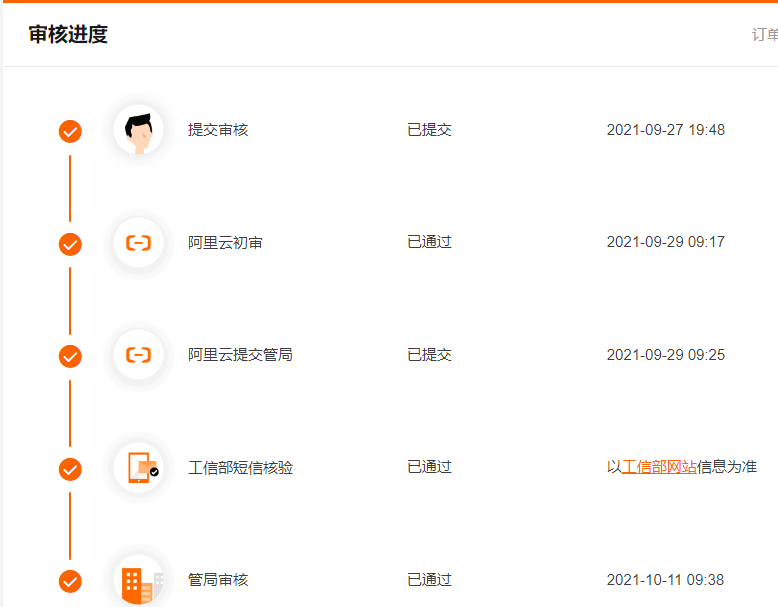 审核进度 订单
提交审核 已提交 2021-09-27 19:48
阿里云初审 已通过 2021-09-29 09:17
阿里云提交管局 已提交 2021-09-29 09:25
工信部短信核验 已通过 以工信部网站信息为准
管局审核 已通过 2021-10-11 09:38